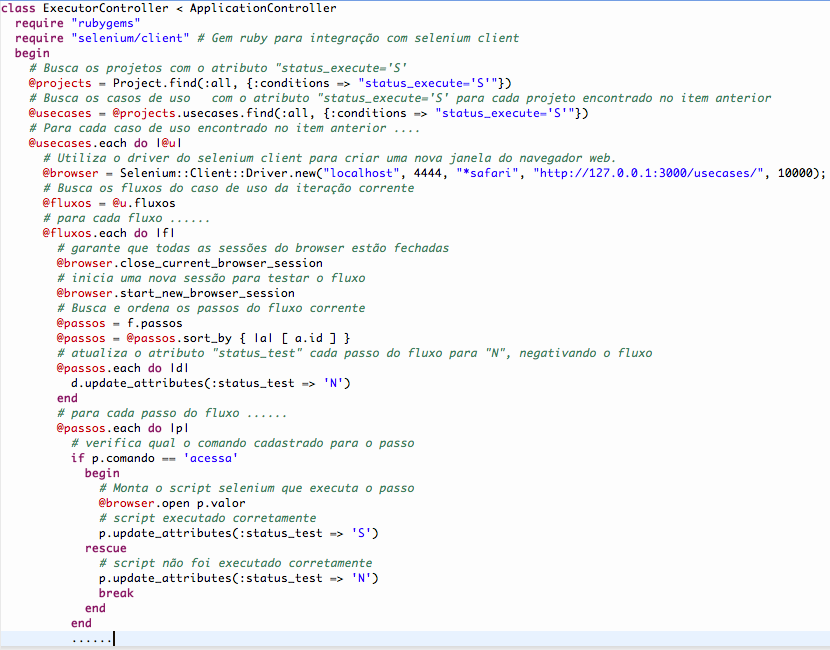 class ExecutorController < ApplicationController
  require "rubygems"
  require "selenium/client" # Gem ruby para integração com selenium client
  begin
    # Busca os projetos com o atributo "status_execute='S'
    @projects = Project.find(:all, {:conditions => "status_execute='S'"})
    # Busca os casos de uso   com o atributo "status_execute='S' para cada projeto encontrado no item anterior
    @usecases = @projects.usecases.find(:all, {:conditions => "status_execute='S'"})
    # Para cada caso de uso encontrado no item anterior ....
    @usecases.each do |@u|
      # Utiliza o driver do selenium client para criar uma nova janela do navegador web.
      @browser = Selenium::Client::Driver.new("localhost", 4444, "*safari", "http://127.0.0.1:3000/usecases/", 10000);
      # Busca os fluxos do caso de uso da iteração corrente
      @fluxos = @u.fluxos
      # para cada fluxo ......
      @fluxos.each do |f|
        # garante que todas as sessões do browser estão fechadas
        @browser.close_current_browser_session
        # inicia uma nova sessão para testar o fluxo
        @browser.start_new_browser_session
        # Busca e ordena os passos do fluxo corrente
        @passos = f.passos
        @passos = @passos.sort_by { |a| [ a.id ] }
        # atualiza o atributo "status_test" cada passo do fluxo para "N", negativando o fluxo
        @passos.each do |d|
          d.update_attributes(:status_test => 'N')
        end
        # para cada passo do fluxo ......
        @passos.each do |p|
          # verifica qual o comando cadastrado para o passo
          if p.comando == 'acessa'
            begin
              # Monta o script selenium que executa o passo
              @browser.open p.valor
              # script executado corretamente
              p.update_attributes(:status_test => 'S')
            rescue
              # script não foi executado corretamente
              p.update_attributes(:status_test => 'N')
              break
            end
          end
          ......